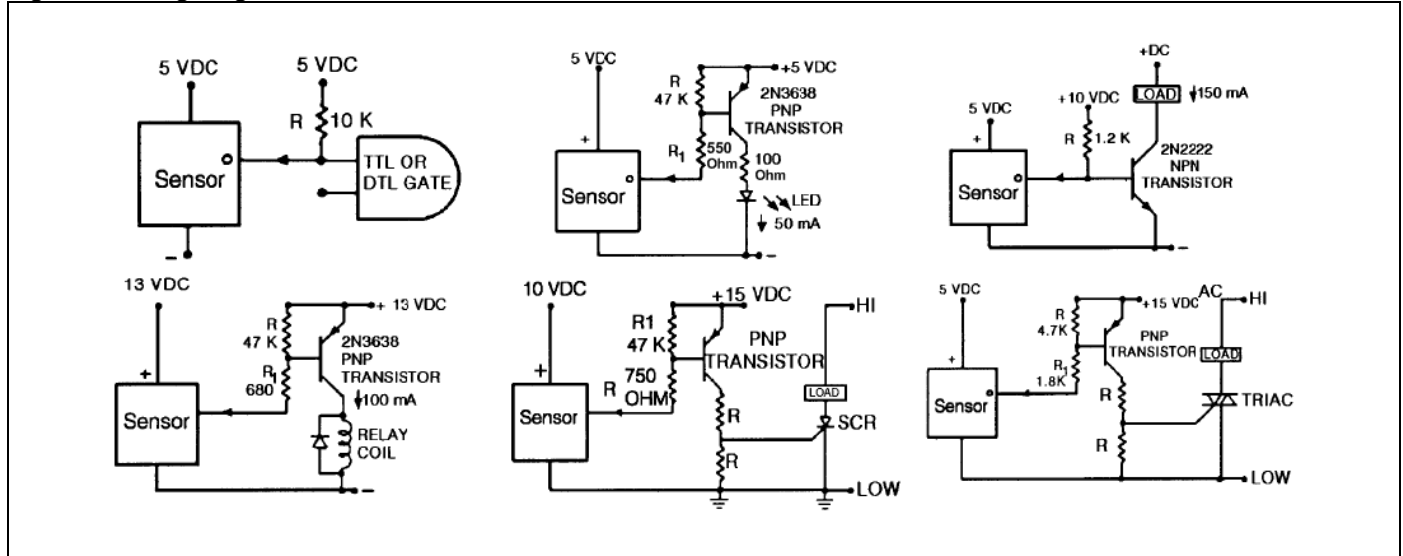 5 VDC
5 VDC
R 10 K
Sensor
TTL OR
DTL GATE
–
5 VDC
+5 VDC
R
47 K
2N3638
PNP
TRANSISTOR
+
R1
550
Ohm
100
Ohm
Sensor
LED
50 mA
–
+DC
LOAD
150 mA
5 VDC
+10 VDC
+
R
1.2 K
2N2222
NPN
TRANSISTOR
Sensor
–
13 VDC
+ 13 VDC
R
47 K
2N3638
PNP
TRANSISTOR
+
R1
680
100 mA
Sensor
RELAY
COIL
–
10 VDC
+15 VDC
HI
R1
47 K
PNP
TRANSISTOR
+
R
750
OHM
LOAD
Sensor
R
SCR
R
LOW
5 VDC
+15 VDC
AC
HI
R
4.7K
PNP
TRANSISTOR
LOAD
+
R1
1.8K
Sensor
R
TRIAC
R
LOW